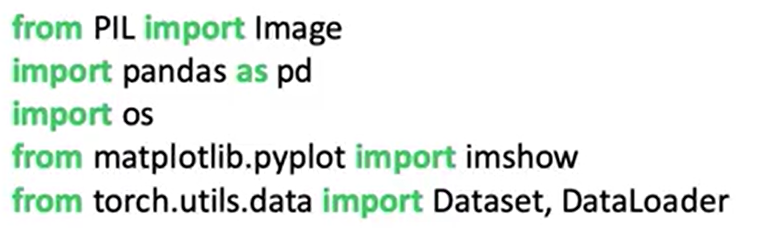 from PIL import Image
import pandas as pd
import os
from matplotlib.pyplot import imshow
from torch.utils.data import Dataset, DataLoader